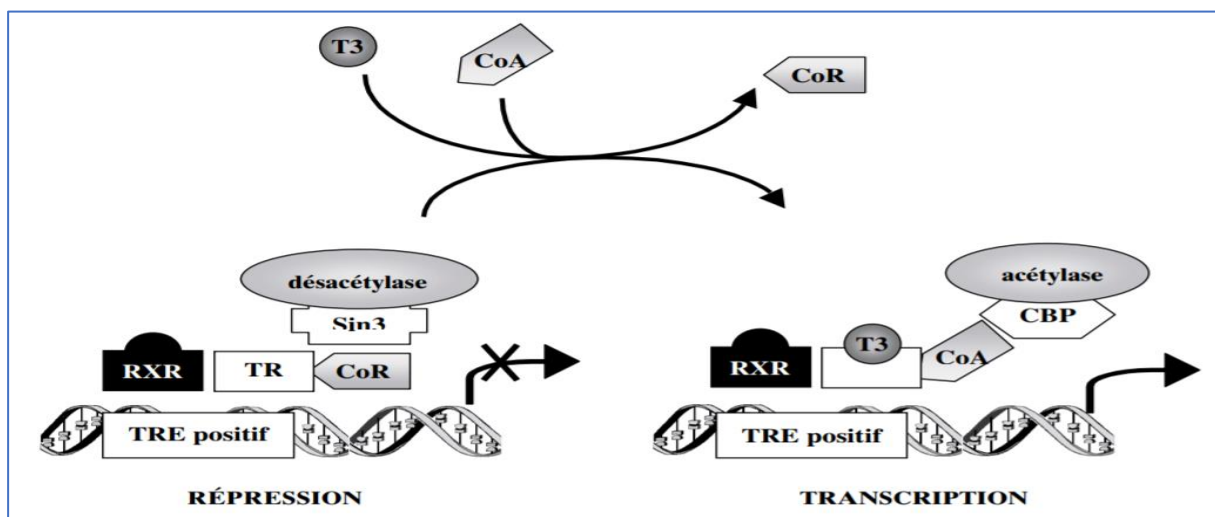 T3
CoA
CoR
désacétylase
Sin3
RXR
TR
CoR
TRE positif
RÉPRESSION
acétylase
CBP
T3
CoA
RXR
TRE positif
TRANSCRIPTION